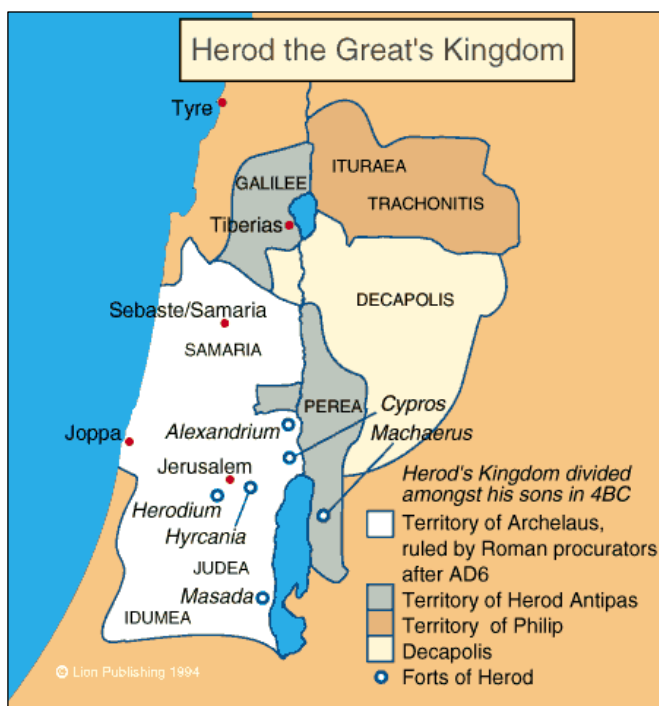 Herod the Great's Kingdom
Tyre
ITURAEA
GALILEE
TRACHONITIS
Tiberias
DECAPOLIS
Sebaste/Samaria
SAMARIA
PEREA
Cypros
Alexandrium
Machaerus
Joppa
Jerusalem
Herodium
Hyrcania
JUDEA
Masada
IDUMEA
Herod's Kingdom divided
amongst his sons in 4BC
Territory of Archelaus,
ruled by Roman procurators
after AD6
Territory of Herod Antipas
Territory of Philip
Decapolis
Forts of Herod
© Lion Publishing 1994